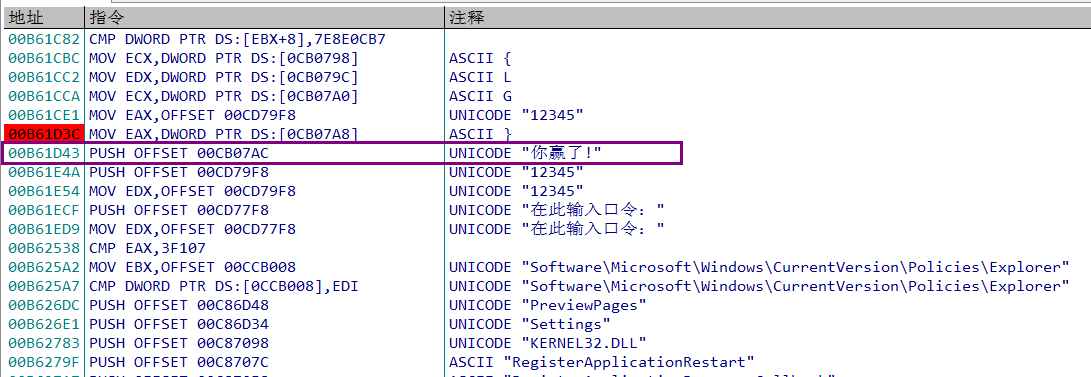 地址 指令 注释
00B61C82 CMP DWORD PTR DS:[EBX+8],7E8E0CB7
00B61CBC MOV ECX,DWORD PTR DS:[0CB0798] ASCII {
00B61CC2 MOV EDX,DWORD PTR DS:[0CB079C] ASCII L
00B61CCA MOV ECX,DWORD PTR DS:[0CB07A0] ASCII G
00B61CE1 MOV EAX,OFFSET 00CD79F8 UNICODE "12345"
00B61D3C MOV EAX,DWORD PTR DS:[0CB07A8] ASCII }
00B61D43 PUSH OFFSET 00CB07AC UNICODE "你赢了!"
00B61E4A PUSH OFFSET 00CD79F8 UNICODE "12345"
00B61E54 MOV EDX,OFFSET 00CD79F8 UNICODE "12345"
00B61ECF PUSH OFFSET 00CD77F8 UNICODE "在此输入口令："
00B61ED9 MOV EDX,OFFSET 00CD77F8 UNICODE "在此输入口令："
00B62538 CMP EAX,3F107
00B625A2 MOV EBX,OFFSET 00CCB008 UNICODE "Software\Microsoft\Windows\CurrentVersion\Policies\Explorer"
00B625A7 CMP DWORD PTR DS:[0CCB008],EDI UNICODE "Software\Microsoft\Windows\CurrentVersion\Policies\Explorer"
00B626DC PUSH OFFSET 00C86D48 UNICODE "PreviewPages"
00B626E1 PUSH OFFSET 00C86D34 UNICODE "Settings"
00B62783 PUSH OFFSET 00C87098 UNICODE "KERNEL32.DLL"
00B6279F PUSH OFFSET 00C8707C ASCII "RegisterApplicationRestart"